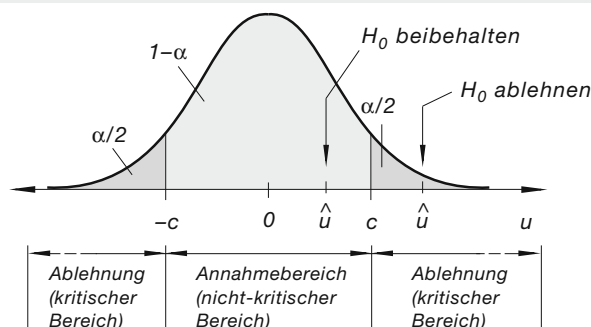 H₀ beibehalten
1–α
α/2
H₀ ablehnen
α/2
–c 0 û c û u
Ablehnung Annahmebereich Ablehnung
(kritischer (nicht-kritischer (kritischer
Bereich) Bereich) Bereich)